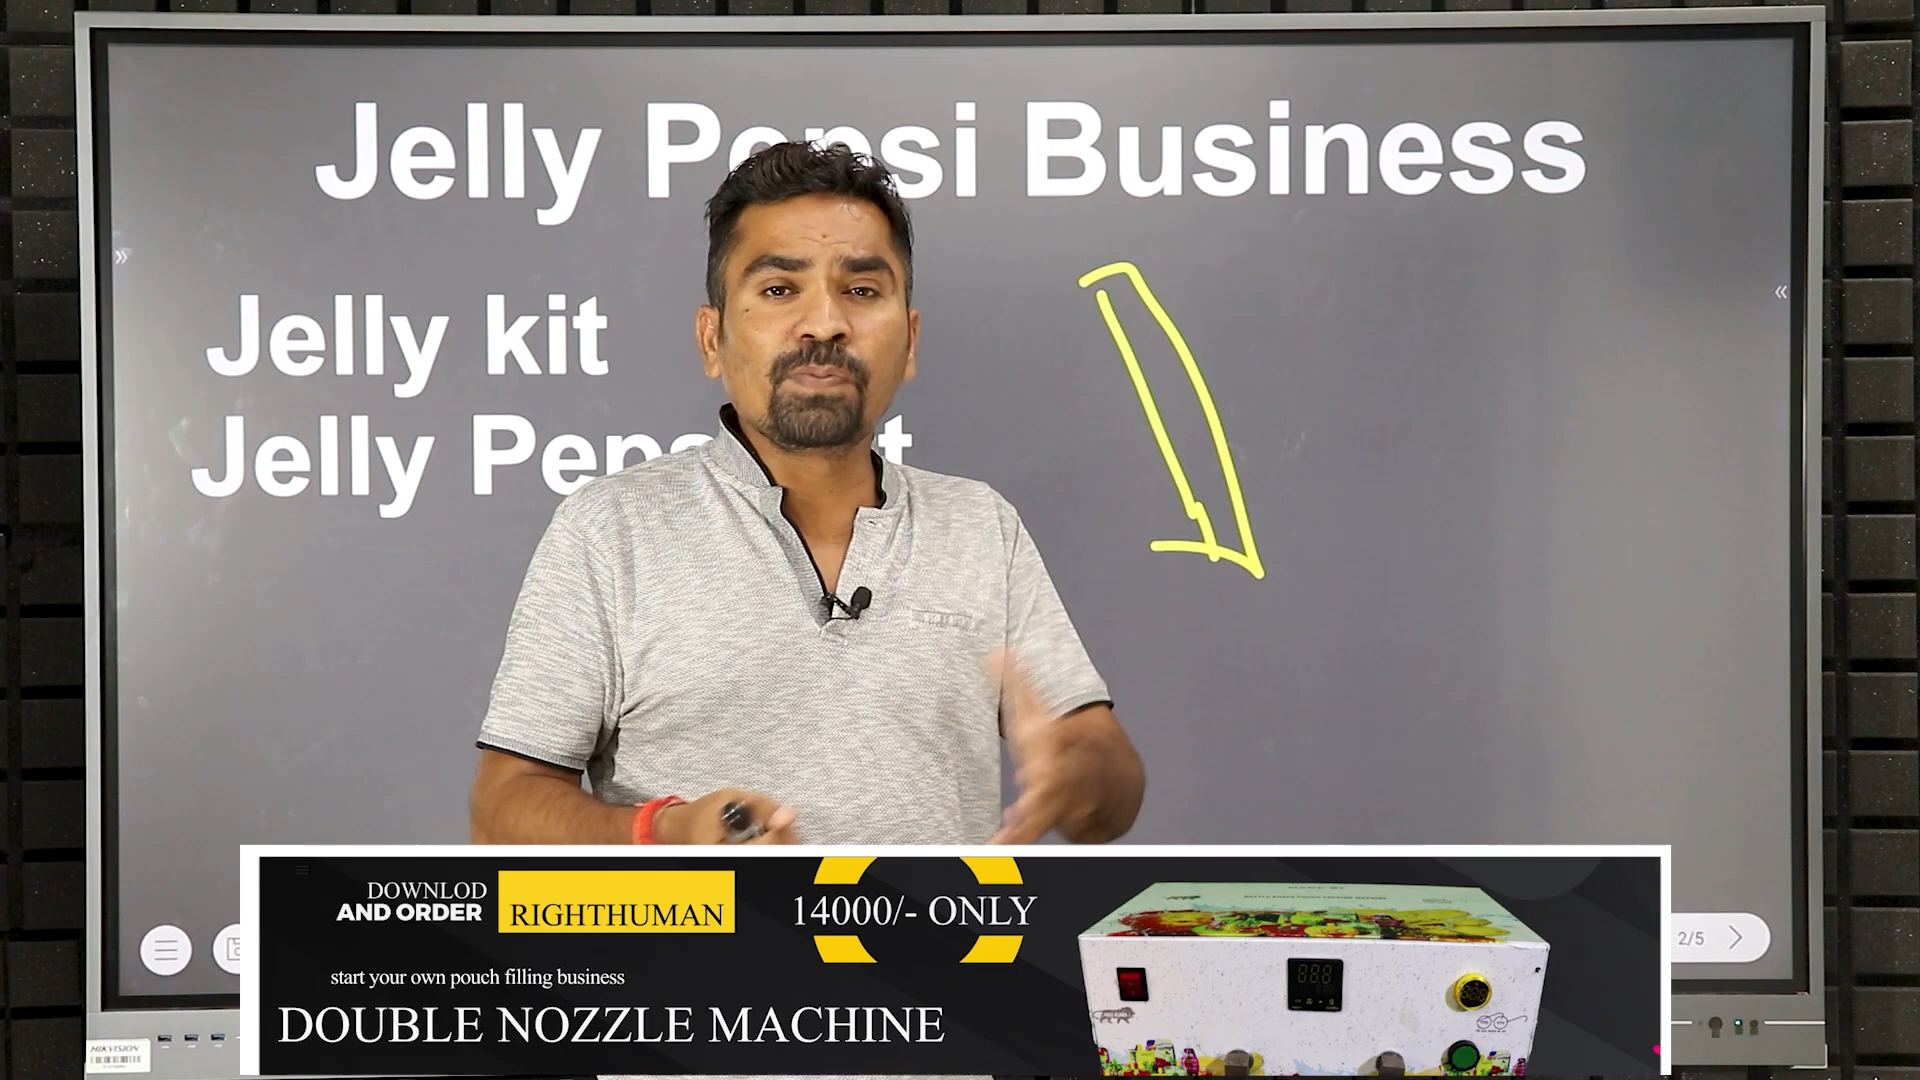 Jelly Pepsi Business
Jelly kit
Jelly
2/5
HIKVISION
DOWNLOD
AND ORDER
RIGHTHUMAN
14000/- ONLY
start your own pouch filling business
DOUBLE NOZZLE MACHINE